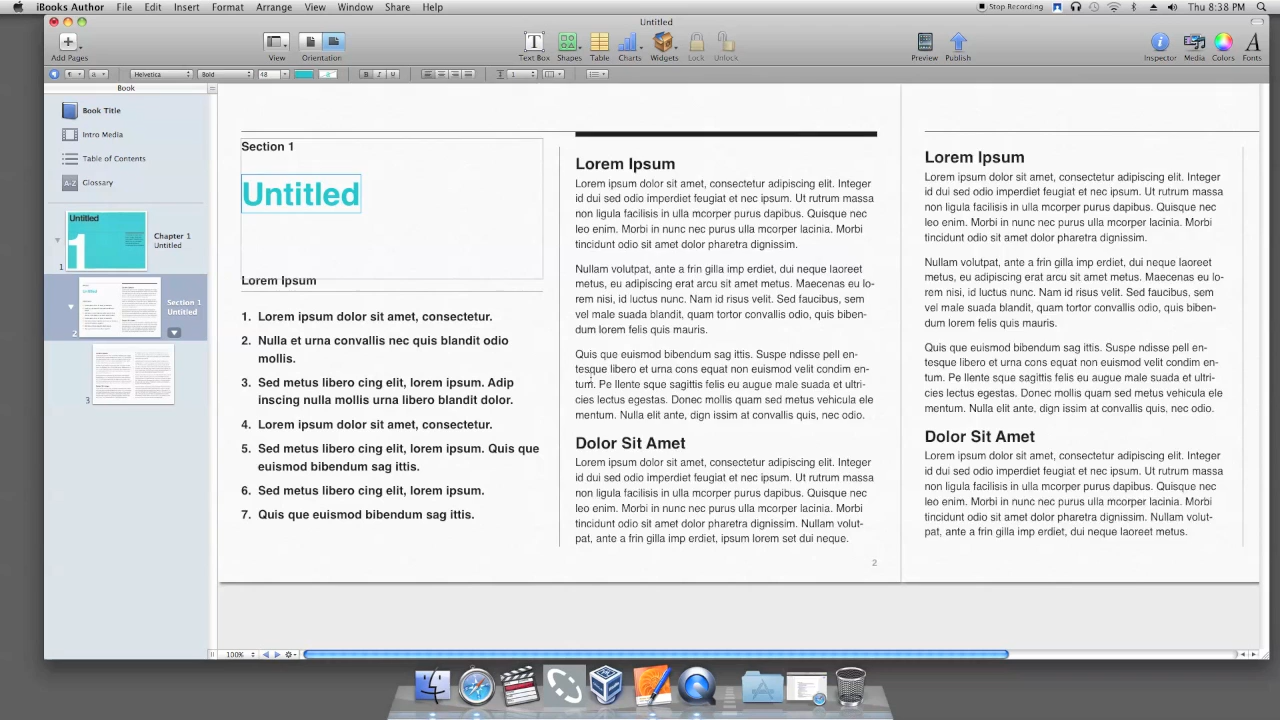 iBooks Author File Edit Insert Format Arrange View Window Share Help
Stop Recording Thu 8:38 PM
Untitled
Add Pages View Orientation Text Box Shapes Table Charts Widgets Lock Unlock Preview Publish Inspector Media Colors Fonts
Helvetica Bold 48 B I U 1
Book
Book Title
Intro Media
Table of Contents
A-Z Glossary
Untitled
1
Chapter 1
Untitled
1
Section 1
Untitled
2
3
Section 1
Untitled
Lorem Ipsum
1. Lorem ipsum dolor sit amet, consectetur.
2. Nulla et urna convallis nec quis blandit odio
mollis.
3. Sed metus libero cing elit, lorem ipsum. Adip
inscing nulla mollis urna libero blandit dolor.
4. Lorem ipsum dolor sit amet, consectetur.
5. Sed metus libero cing elit, lorem ipsum. Quis que
euismod bibendum sag ittis.
6. Sed metus libero cing elit, lorem ipsum.
7. Quis que euismod bibendum sag ittis.
Lorem Ipsum
Lorem ipsum dolor sit amet, consectetur adipiscing elit. Integer
id dui sed odio imperdiet feugiat et nec ipsum. Ut rutrum massa
non ligula facilisis in ulla mcorper purus dapibus. Quisque nec
leo enim. Morbi in nunc nec purus ulla mcorper lacinia. Morbi
tincidunt odio sit amet dolor pharetra dignissim.
Nullam volutpat, ante a frin gilla imp erdiet, dui neque laoreet
metus, eu adipiscing erat arcu sit amet metus. Maecenas eu lo-
rem nisi, id luctus nunc. Nam id risus velit. Sed faucibus, sem
vel male suada blandit, quam tortor convallis odio, quis biben-
dum lorem felis quis mauris.
Quis que euismod bibendum sag ittis. Suspe ndisse pell en-
tesque libero et urna cons equat non euismod velit condim en-
tum. Pe llente sque sagittis felis eu augue male suada et ultri-
cies lectus egestas. Donec mollis quam sed metus vehicula ele
mentum. Nulla elit ante, dign issim at convallis quis, nec odio.
Dolor Sit Amet
Lorem ipsum dolor sit amet, consectetur adipiscing elit. Integer
id dui sed odio imperdiet feugiat et nec ipsum. Ut rutrum massa
non ligula facilisis in ulla mcorper purus dapibus. Quisque nec
leo enim. Morbi in nunc nec purus ulla mcorper lacinia. Morbi
tincidunt odio sit amet dolor pharetra dignissim. Nullam volut-
pat, ante a frin gilla imp erdiet, ipsum lorem set dui neque.
2
Lorem Ipsum
Lorem ipsum dolor sit amet, consectetur adipiscing elit. Integer
id dui sed odio imperdiet feugiat et nec ipsum. Ut rutrum massa
non ligula facilisis in ulla mcorper purus dapibus. Quisque nec
leo enim. Morbi in nunc nec purus ulla mcorper lacinia. Morbi
tincidunt odio sit amet dolor pharetra dignissim.
Nullam volutpat, ante a frin gilla imp erdiet, dui neque laoreet
metus, eu adipiscing erat arcu sit amet metus. Maecenas eu lo-
rem nisi, id luctus nunc. Nam id risus velit. Sed faucibus, sem
vel male suada blandit, quam tortor convallis odio, quis biben-
dum lorem felis quis mauris.
Quis que euismod bibendum sag ittis. Suspe ndisse pell en-
tesque libero et urna cons equat non euismod velit condim en-
tum. Pe llente sque sagittis felis eu augue male suada et ultri-
cies lectus egestas. Donec mollis quam sed metus vehicula ele
mentum. Nulla elit ante, dign issim at convallis quis, nec odio.
Dolor Sit Amet
Lorem ipsum dolor sit amet, consectetur adipiscing elit. Integer
id dui sed odio imperdiet feugiat et nec ipsum. Ut rutrum massa
non ligula facilisis in ulla mcorper purus dapibus. Quisque nec
leo enim. Morbi in nunc nec purus ulla mcorper lacinia. Morbi
tincidunt odio sit amet dolor pharetra dignissim. Nullam volut-
pat, ante a frin gilla imp erdiet, dui neque laoreet metus.
100%